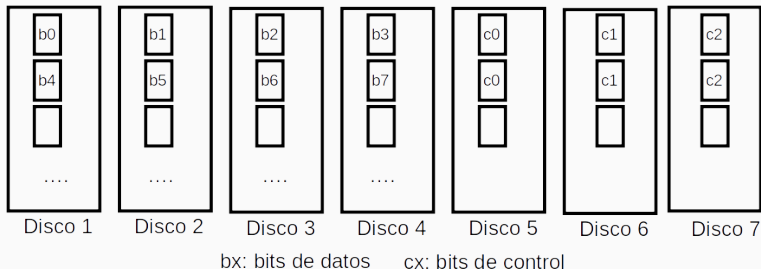 b0 b1 b2 b3 c0 c1 c2
b4 b5 b6 b7 c0 c1 c2
.... .... .... ....
Disco 1 Disco 2 Disco 3 Disco 4 Disco 5 Disco 6 Disco 7
bx: bits de datos cx: bits de control